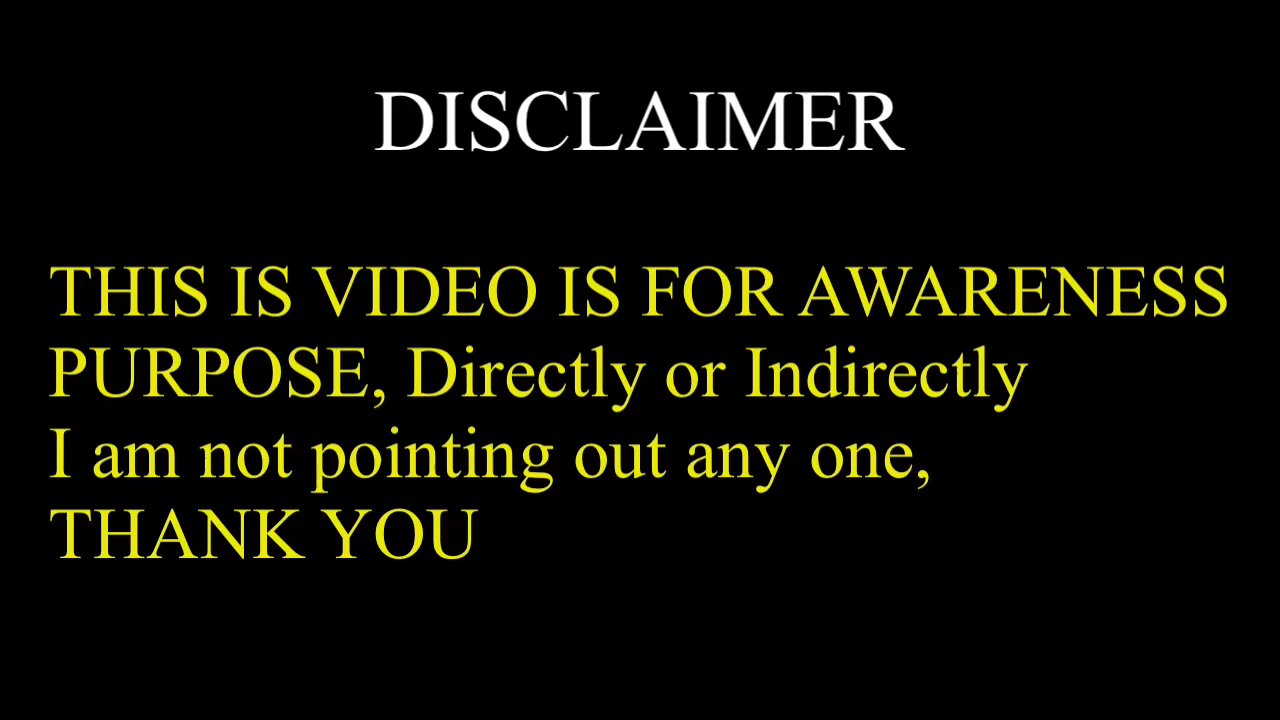 DISCLAIMER
THIS IS VIDEO IS FOR AWARENESS
PURPOSE, Directly or Indirectly
I am not pointing out any one,
THANK YOU